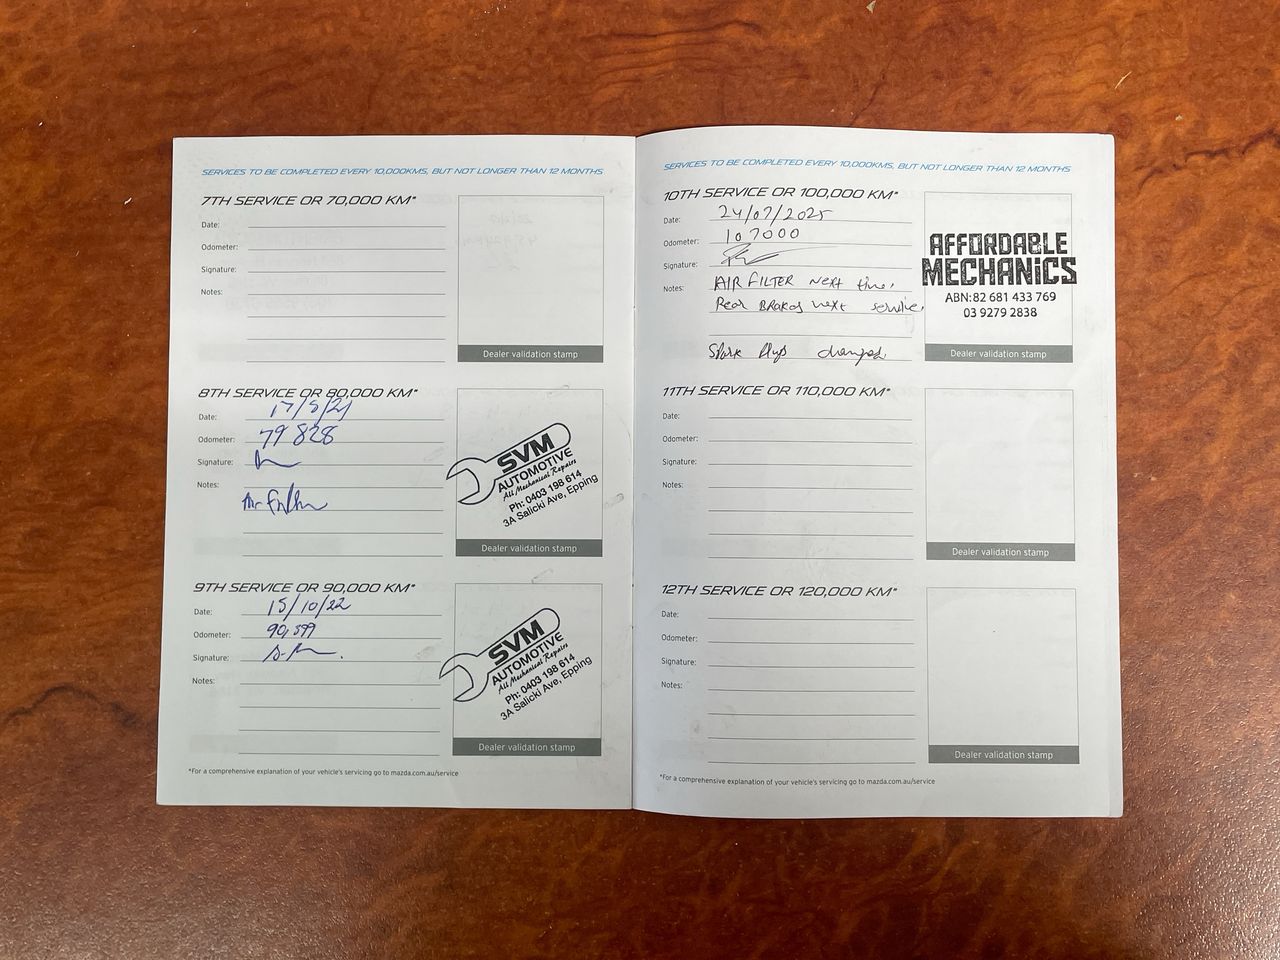 SERVICES TO BE COMPLETED EVERY 10,000KMS, BUT NOT LONGER THAN 12 MONTHS
7TH SERVICE OR 70,000 KM*
Date:
Odometer:
Signature:
Notes:
Dealer validation stamp
8TH SERVICE OR 80,000 KM*
Date: 17/5/21
Odometer: 79 828
Signature:
Notes:
SVM
AUTOMOTIVE
All Mechanical Repairs
Ph: 0403 198 614
3A Salicki Ave, Epping
Dealer validation stamp
9TH SERVICE OR 90,000 KM*
Date: 15/10/22
Odometer: 90,399
Signature:
Notes:
SVM
AUTOMOTIVE
All Mechanical Repairs
Ph: 0403 198 614
3A Salicki Ave, Epping
Dealer validation stamp
*For a comprehensive explanation of your vehicle's servicing go to mazda.com.au/service
SERVICES TO BE COMPLETED EVERY 10,000KMS, BUT NOT LONGER THAN 12 MONTHS
10TH SERVICE OR 100,000 KM*
Date: 24/07/2025
Odometer: 107000
Signature:
Notes: AIR FILTER Next time.
Rear BRAKES next service.
Spark Plugs changed
AFFORDABLE
MECHANICS
ABN:82 681 433 769
03 9279 2838
Dealer validation stamp
11TH SERVICE OR 110,000 KM*
Date:
Odometer:
Signature:
Notes:
Dealer validation stamp
12TH SERVICE OR 120,000 KM*
Date:
Odometer:
Signature:
Notes:
Dealer validation stamp
*For a comprehensive explanation of your vehicle's servicing go to mazda.com.au/service